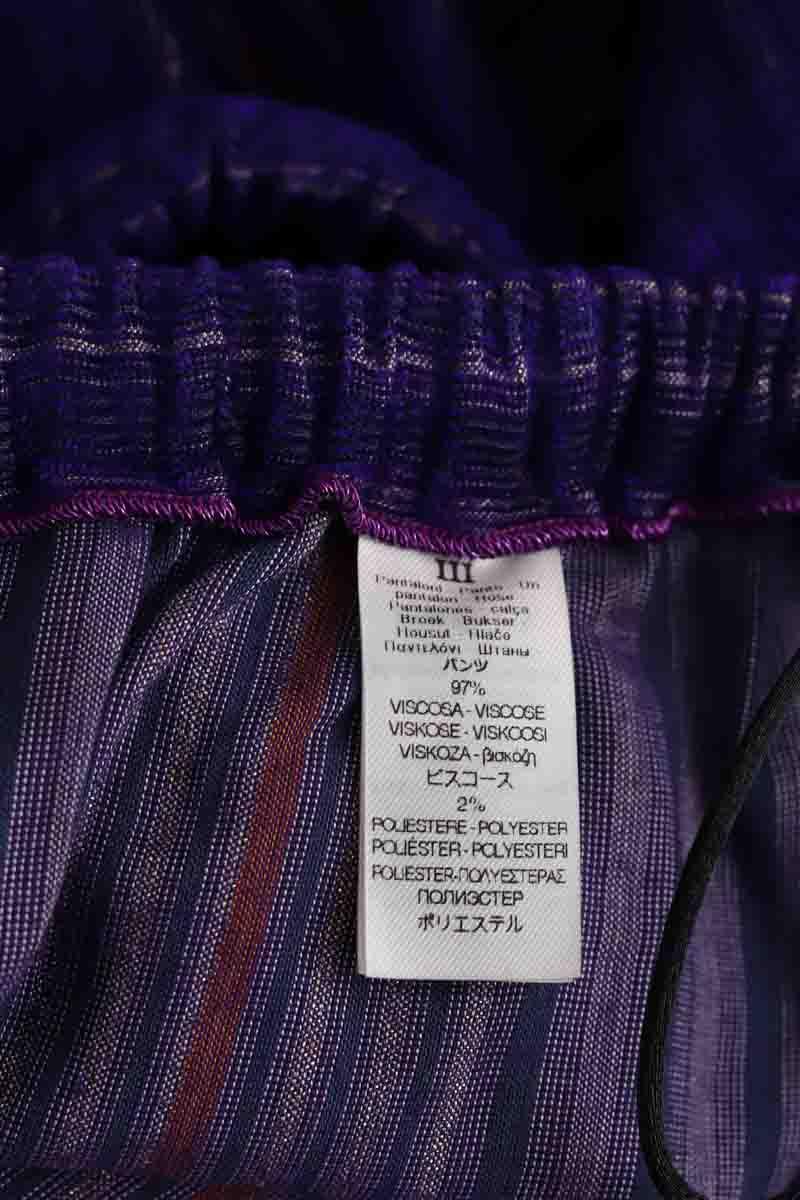 III
Pantaloni Pants Un
pantalon - Hose
Pantalones - calça
Broek Bukser
Housut - Hlače
Παντελόνι Штаны
パンツ
97%
VISCOSA - VISCOSE
VISKOSE - VISKOOSI
VISKOZA - βισκόζη
ビスコース
2%
POLIESTERE - POLYESTER
POLIÉSTER - POLYESTERI
POLIESTER - ΠΟΛΥΕΣΤΕΡΑΣ
ПОЛИЭСТЕР
ポリエステル